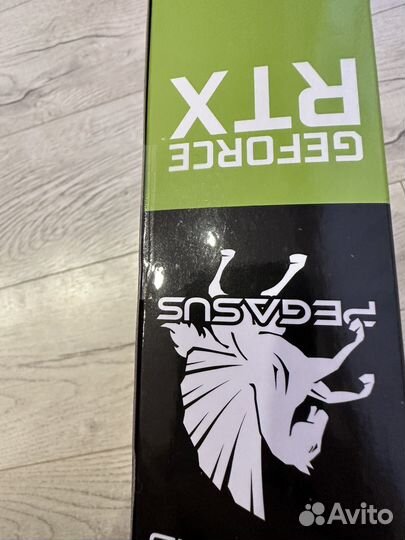 GEFORCE
RTX
PEGASUS
Avito